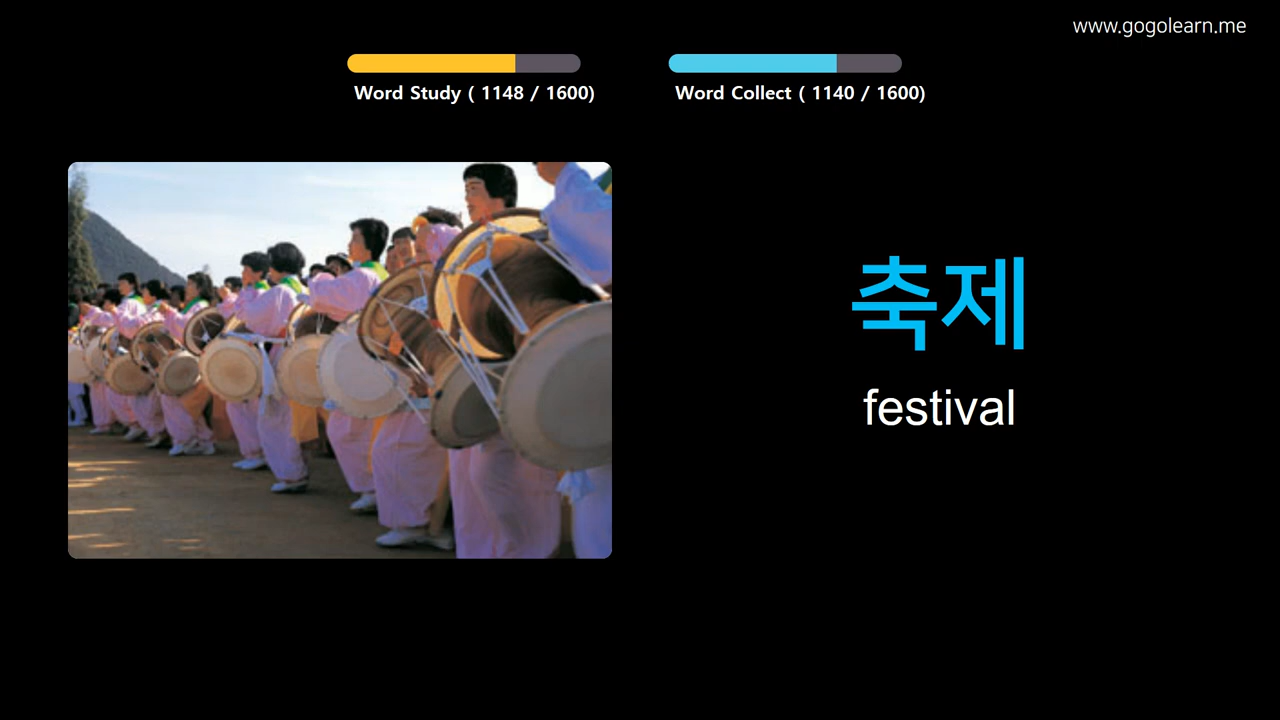 www.gogolearn.me
Word Study ( 1148 / 1600)
Word Collect ( 1140 / 1600)
축제
festival